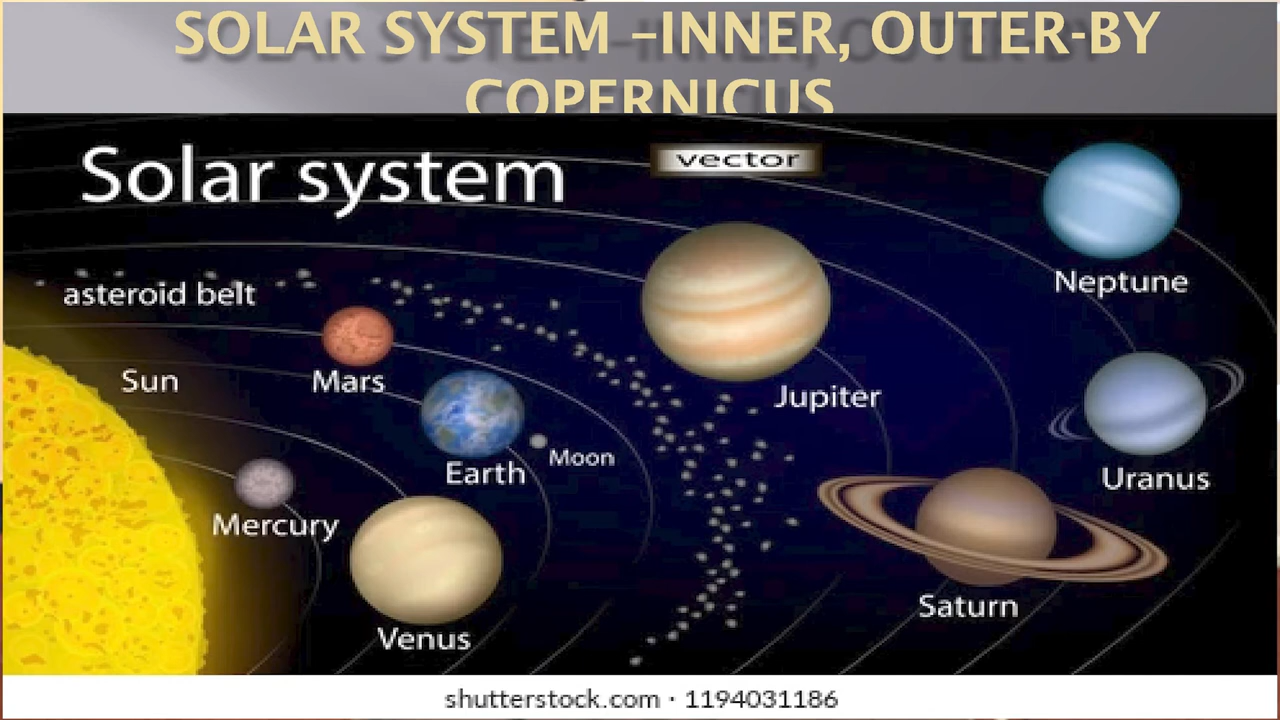 SOLAR SYSTEM –INNER, OUTER-BY
COPERNICUS
Solar system
vector
Neptune
asteroid belt
Sun
Mars
Jupiter
Earth
Moon
Uranus
Mercury
Saturn
Venus
shutterstock.com · 1194031186